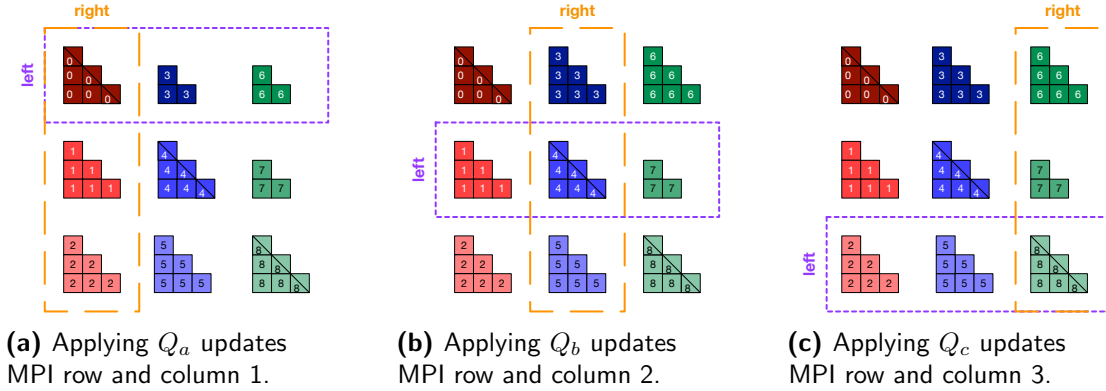 right
right
right
left
0
0 0
0 0 0
3
3 3
6
6 6
1
1 1
1 1 1
4
4 4
4 4 4
7
7 7
2
2 2
2 2 2
5
5 5
5 5 5
8
8 8
8 8 8
(a) Applying Q_a updates
MPI row and column 1.
left
0
0 0
0 0 0
3
3 3
3 3 3
6
6 6
6 6 6
1
1 1
1 1 1
4
4 4
4 4 4
7
7 7
2
2 2
2 2 2
5
5 5
5 5 5
8
8 8
8 8 8
(b) Applying Q_b updates
MPI row and column 2.
left
0
0 0
0 0 0
3
3 3
3 3 3
6
6 6
6 6 6
1
1 1
1 1 1
4
4 4
4 4 4
7
7 7
2
2 2
2 2 2
5
5 5
5 5 5
8
8 8
8 8 8
(c) Applying Q_c updates
MPI row and column 3.